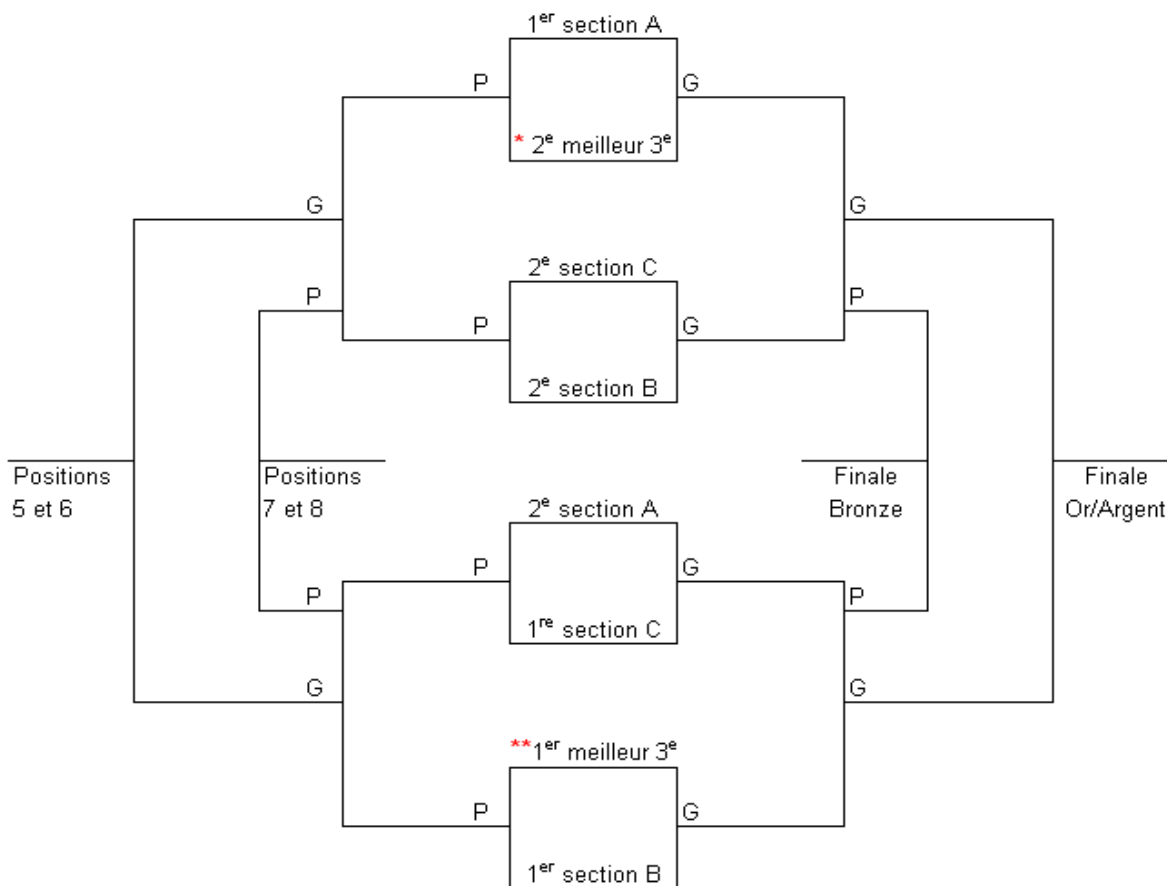 1er section A
P
G
* 2e meilleur 3e
G
G
2e section C
P
P
P
G
2e section B
Positions
5 et 6
Positions
7 et 8
Finale
Bronze
Finale
Or/Argent
2e section A
P
G
P
P
1re section C
G
G
**1er meilleur 3e
P
G
1er section B